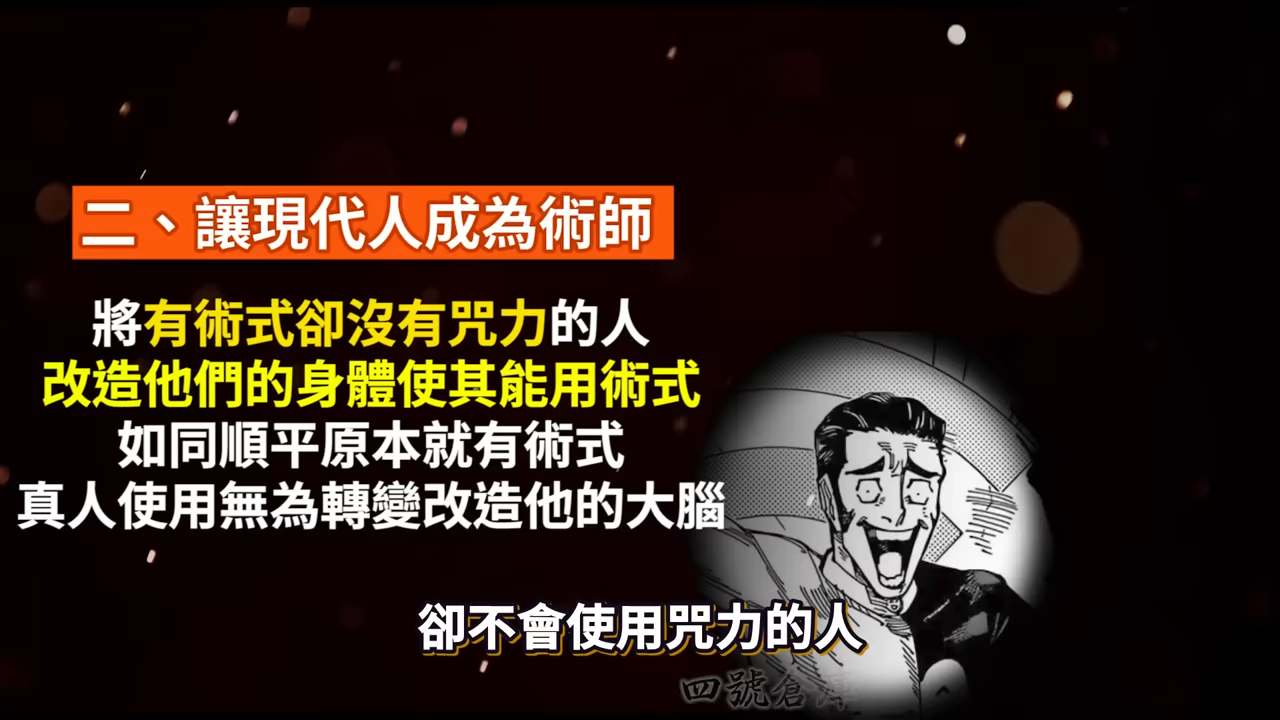 二、讓現代人成為術師
將有術式卻沒有咒力的人
改造他們的身體使其能用術式
如同順平原本就有術式
真人使用無為轉變改造他的大腦
卻不會使用咒力的人
四號倉庫